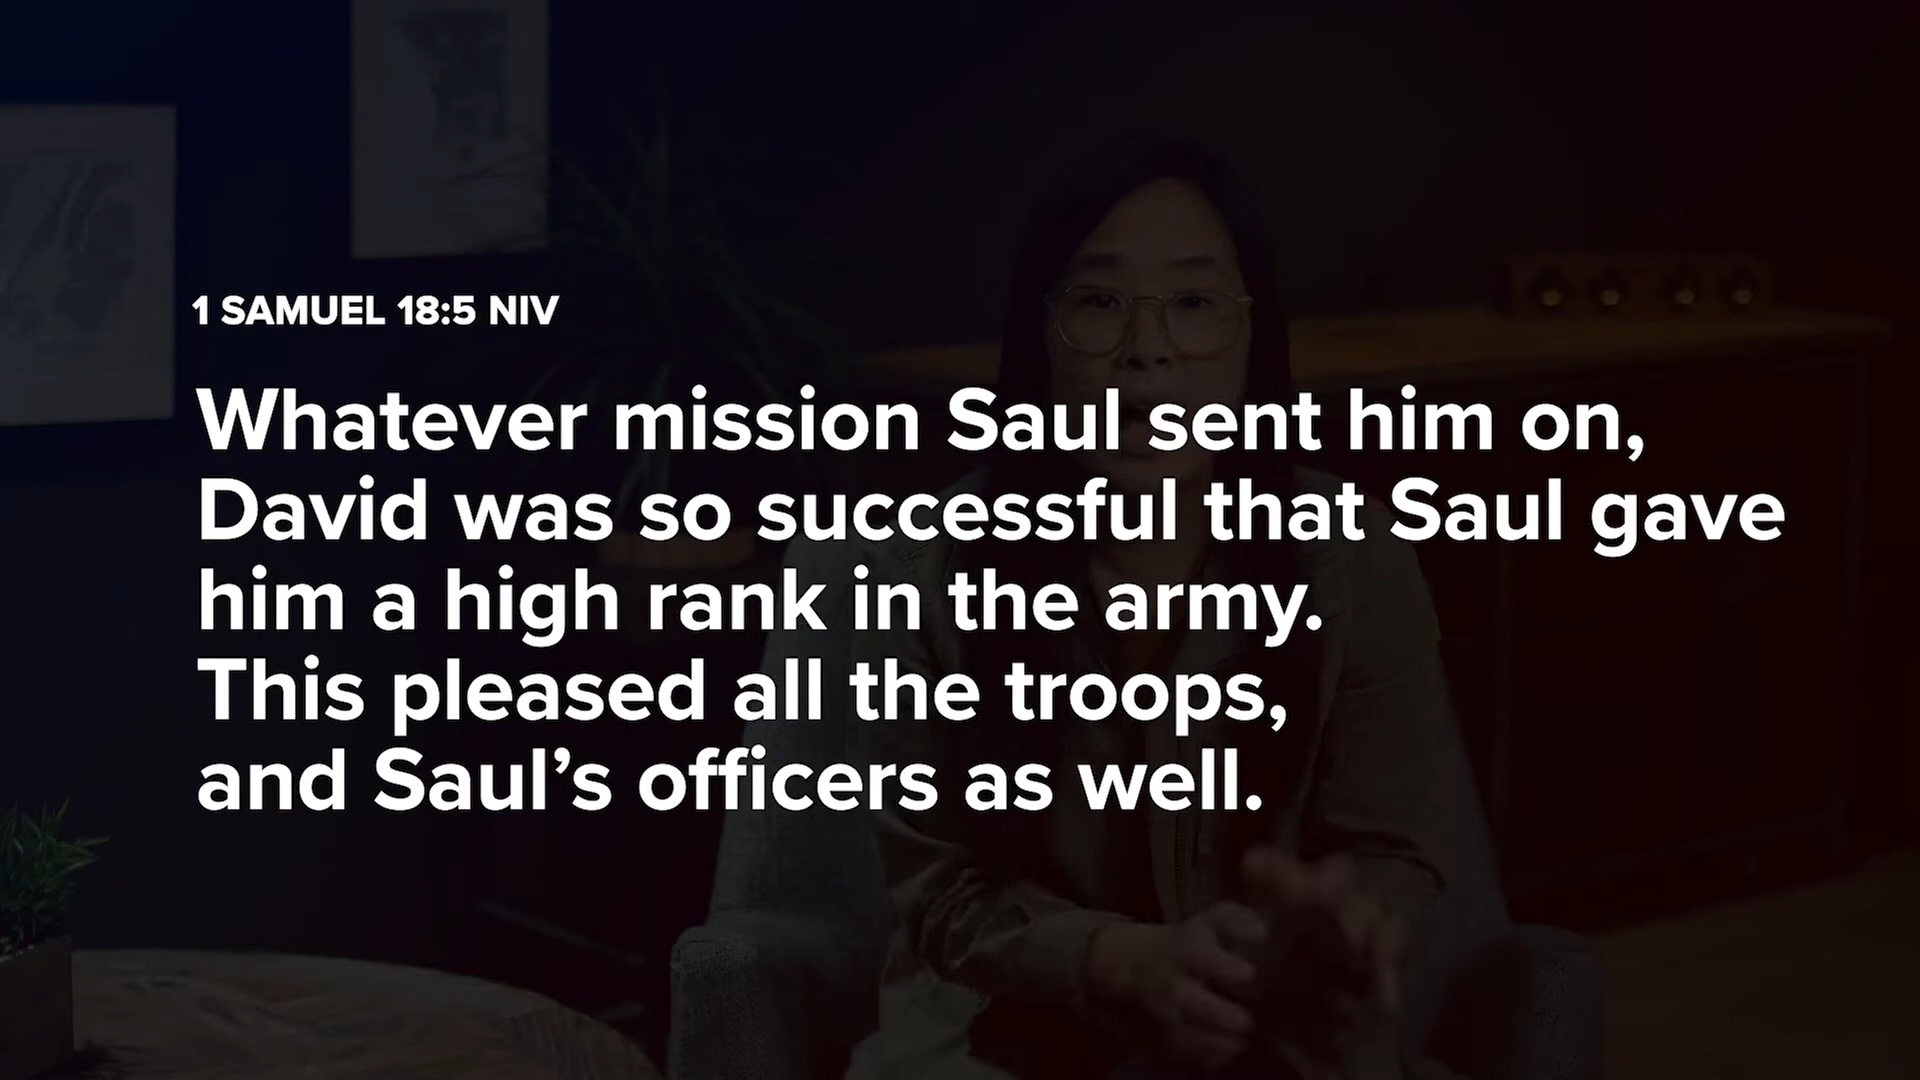 1 SAMUEL 18:5 NIV
Whatever mission Saul sent him on,
David was so successful that Saul gave
him a high rank in the army.
This pleased all the troops,
and Saul’s officers as well.